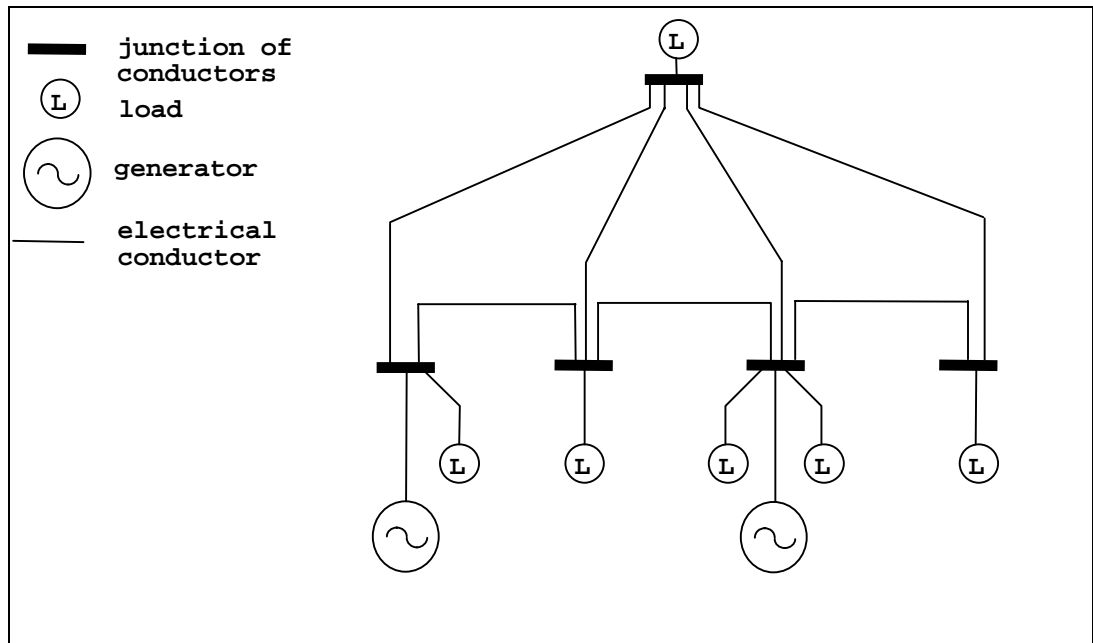 junction of
conductors
L
load
generator
electrical
conductor
L
L
L
L
L
L